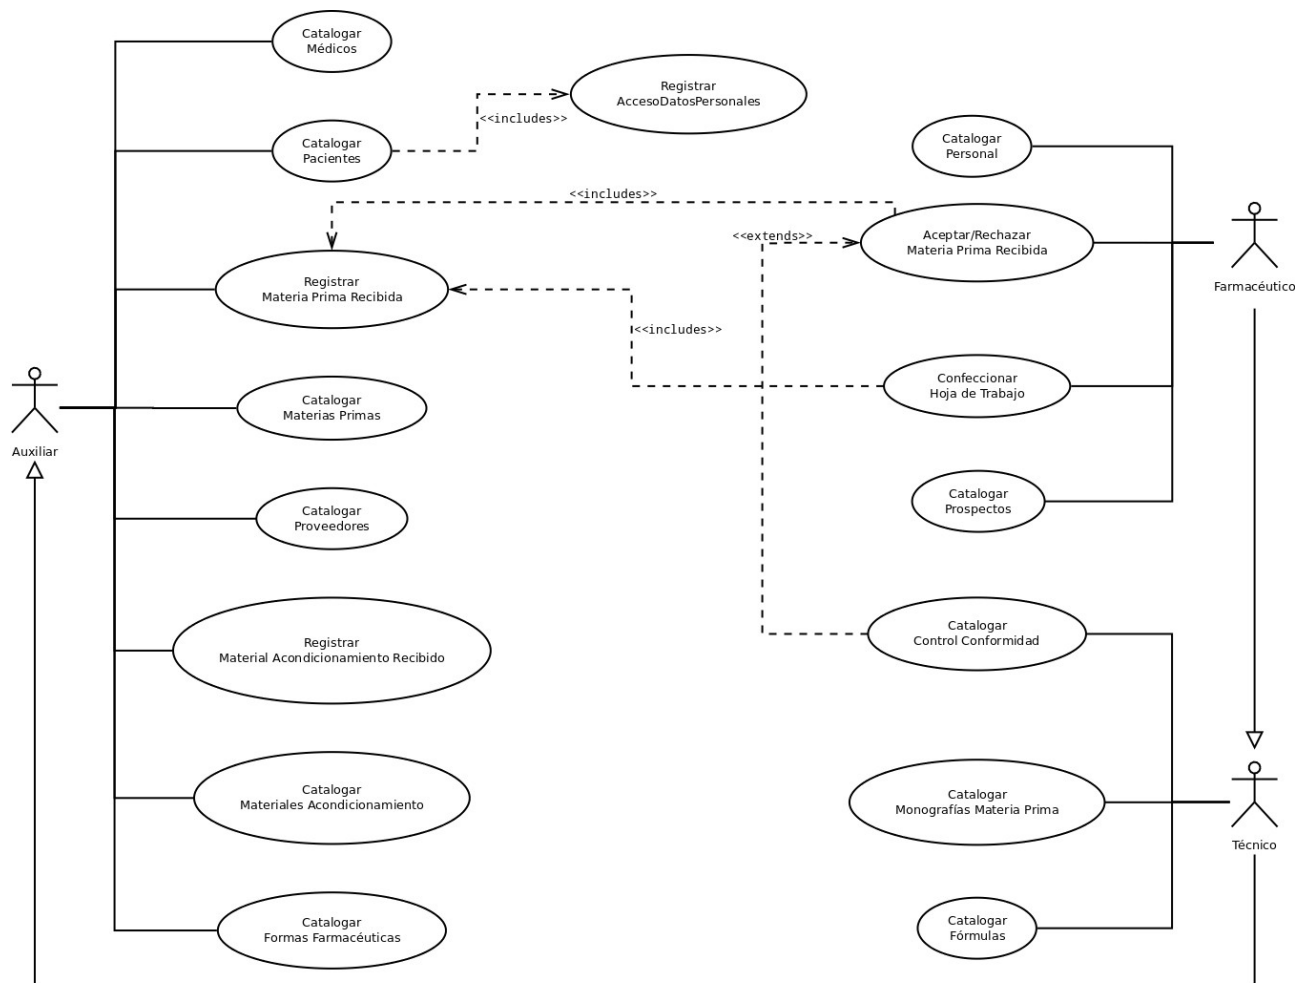 Catalogar
Médicos
Registrar
AccesoDatosPersonales
<<includes>>
Catalogar
Pacientes
Catalogar
Personal
<<includes>>
<<extends>>
Aceptar/Rechazar
Materia Prima Recibida
Registrar
Materia Prima Recibida
Farmacéutico
<<includes>>
Confeccionar
Hoja de Trabajo
Catalogar
Materias Primas
Auxiliar
Catalogar
Prospectos
Catalogar
Proveedores
Catalogar
Control Conformidad
Registrar
Material Acondicionamiento Recibido
Catalogar
Materiales Acondicionamiento
Catalogar
Monografías Materia Prima
Técnico
Catalogar
Formas Farmacéuticas
Catalogar
Fórmulas